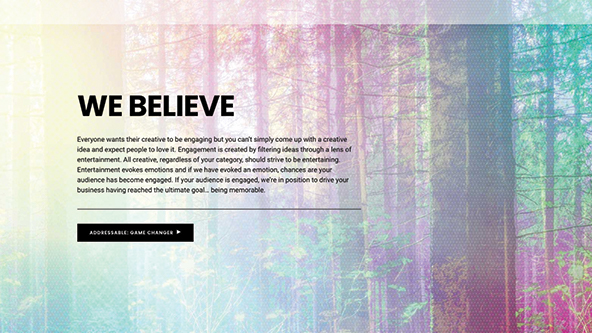 WE BELIEVE
Everyone wants their creative to be engaging but you can't simply come up with a creative
idea and expect people to love it. Engagement is created by filtering ideas through a lens of
entertainment. All creative, regardless of your category, should strive to be entertaining.
Entertainment evokes emotions and if we have evoked an emotion, chances are your
audience has become engaged. If your audience is engaged, we're in position to drive your
business having reached the ultimate goal... being memorable.
ADDRESSABLE: GAME CHANGER ▶